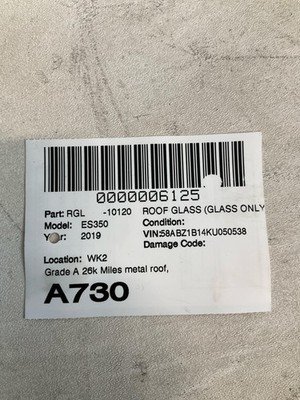 0000006125
Part: RGL -10120 ROOF GLASS (GLASS ONLY
Model: ES350 Condition:
Year: 2019 VIN:58ABZ1B14KU050538
Damage Code:
Location: WK2
Grade A 26k Miles metal roof,
A730